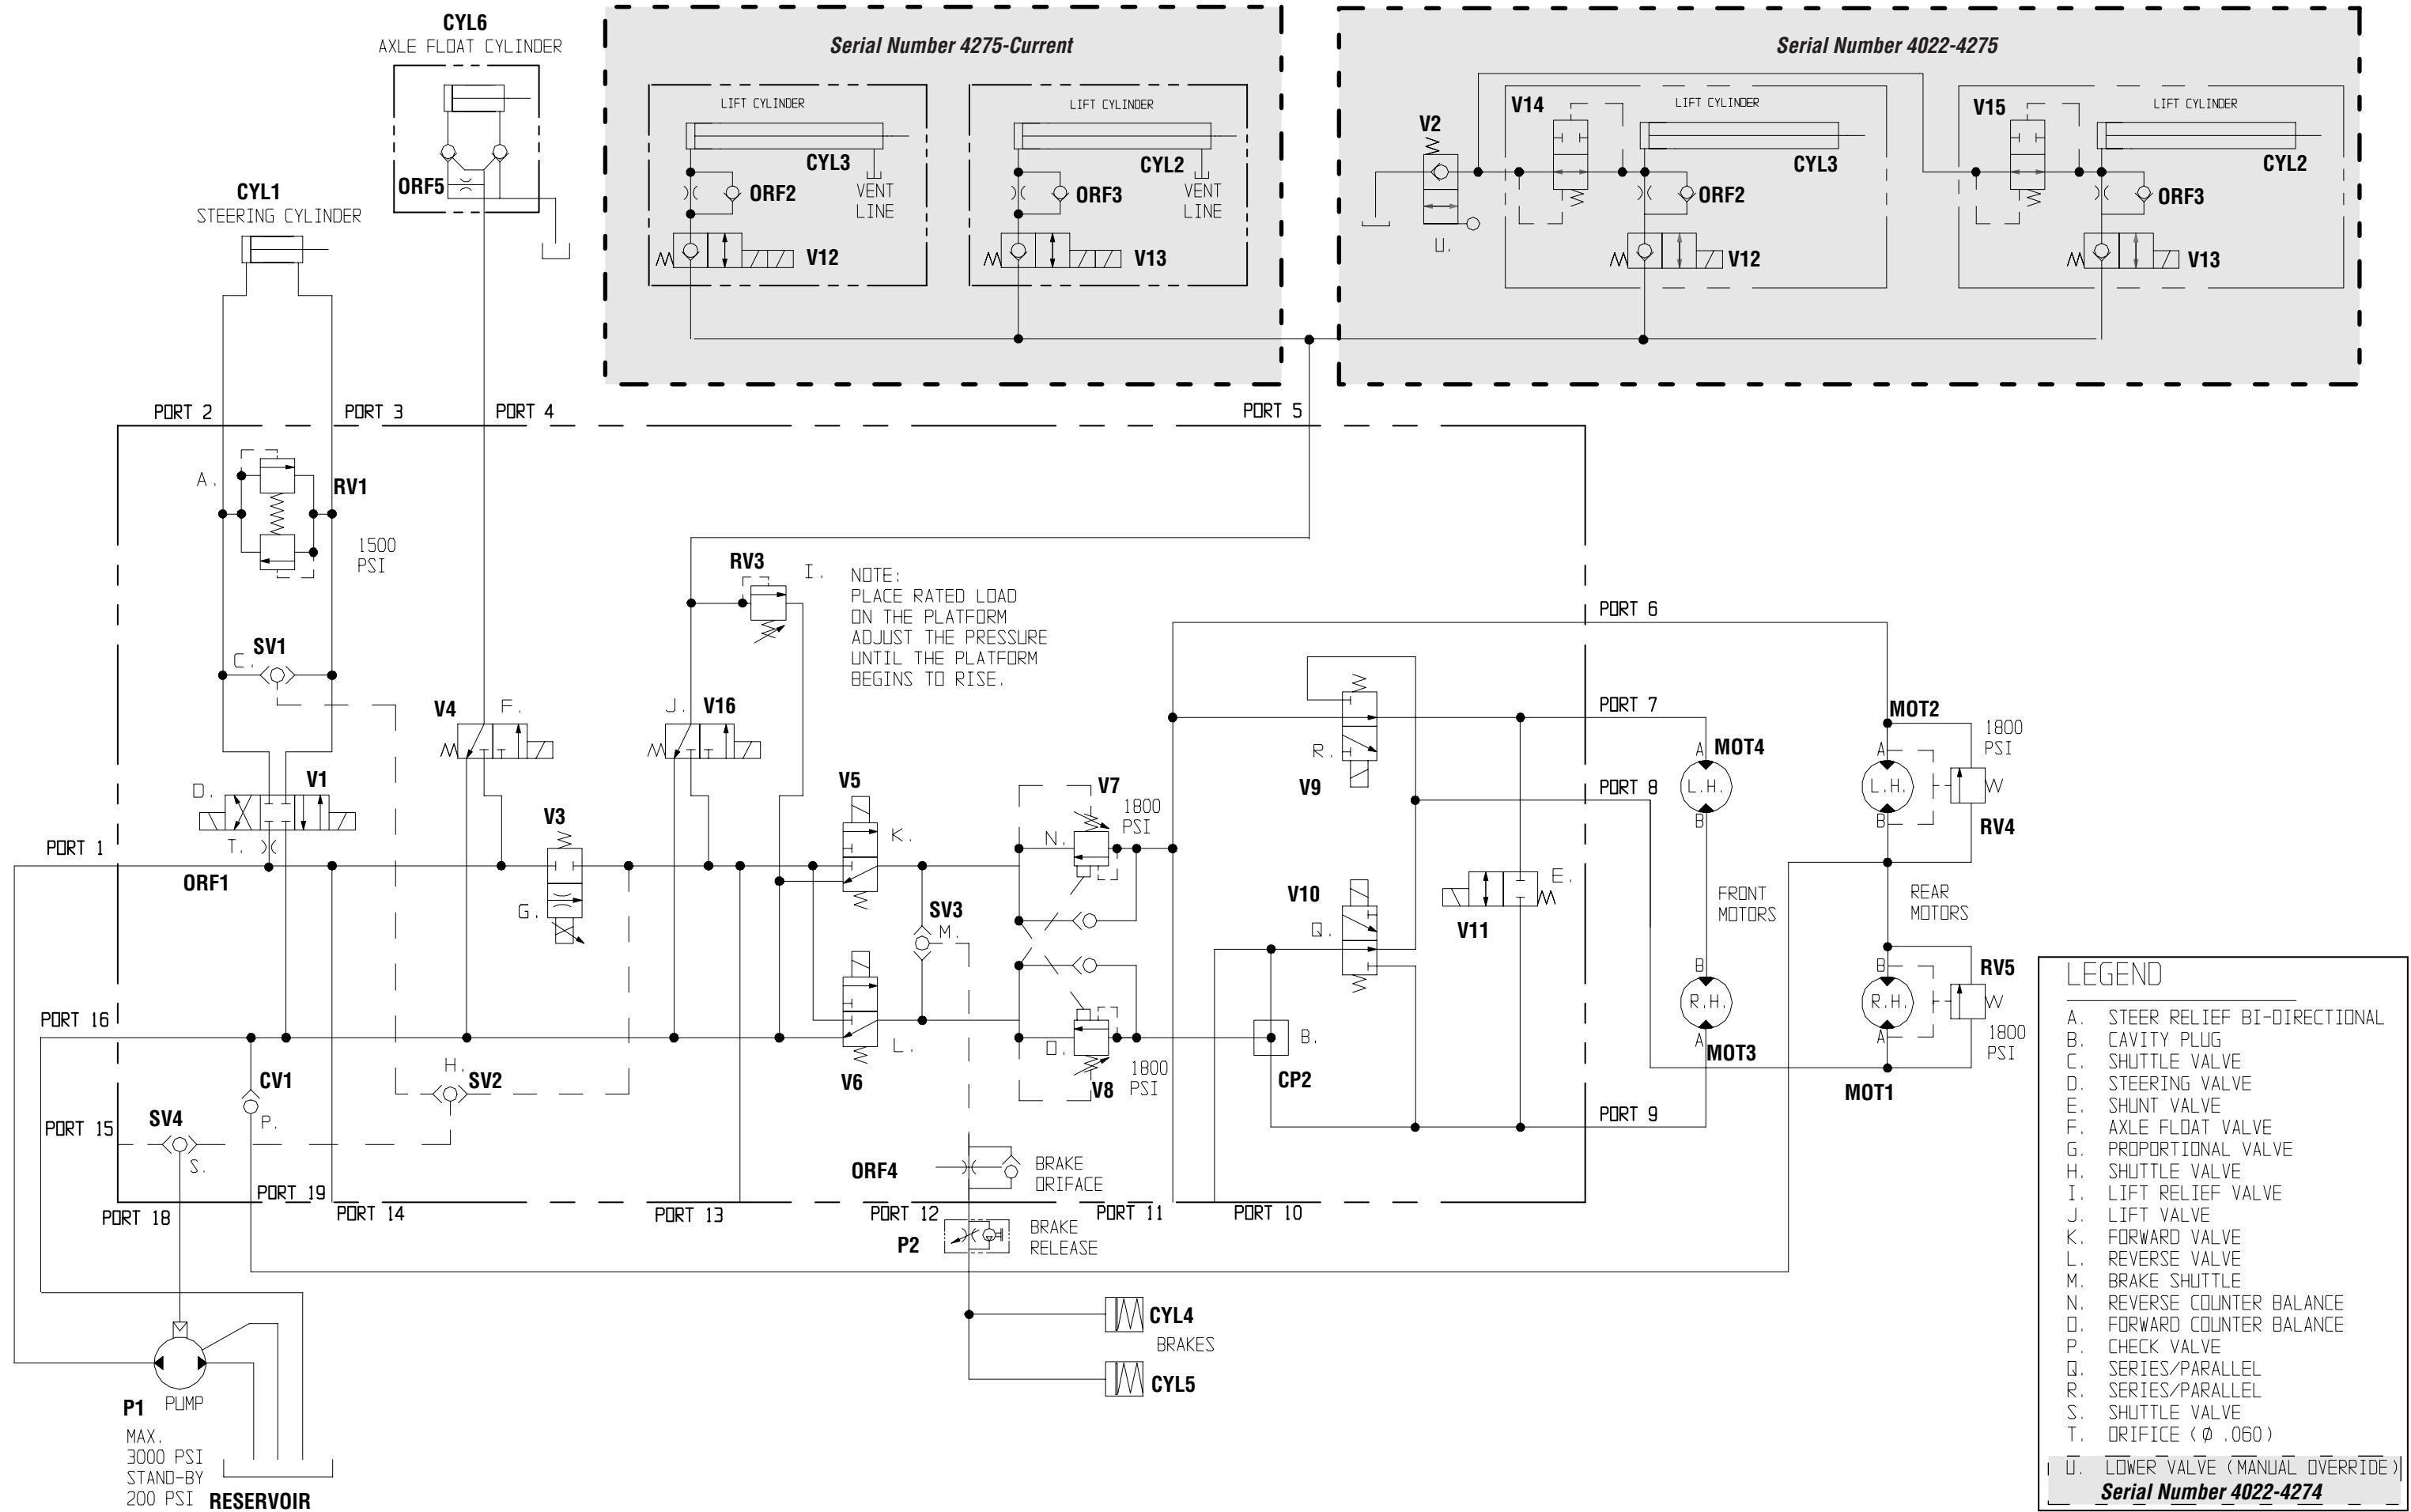 CYL6
AXLE FLOAT CYLINDER
ORF5
CYL1
STEERING CYLINDER
Serial Number 4275-Current
LIFT CYLINDER
CYL3
VENT
LINE
ORF2
V12
LIFT CYLINDER
CYL2
VENT
LINE
ORF3
V13
Serial Number 4022-4275
V2
U.
V14
LIFT CYLINDER
CYL3
ORF2
V12
V15
LIFT CYLINDER
CYL2
ORF3
V13
PORT 2
PORT 3
PORT 4
PORT 5
A.
RV1
1500
PSI
RV3
I.
NOTE:
PLACE RATED LOAD
ON THE PLATFORM
ADJUST THE PRESSURE
UNTIL THE PLATFORM
BEGINS TO RISE.
PORT 6
SV1
C.
V4
F.
J.
V16
PORT 7
MOT2
1800
PSI
R.
V9
A
MOT4
L.H.
B
A
L.H.
B
RV4
D.
V1
T.
V3
G.
V5
K.
V7
1800
PSI
N.
PORT 8
PORT 1
ORF1
SV3
M.
V10
Q.
E.
V11
FRONT
MOTORS
REAR
MOTORS
B
R.H.
A
MOT3
B
R.H.
A
RV5
1800
PSI
MOT1
PORT 16
CV1
P.
H.
SV2
L.
V6
O.
V8
1800
PSI
B.
CP2
PORT 15
SV4
S.
PORT 9
ORF4
BRAKE
ORIFACE
PORT 19
PORT 18
PORT 14
PORT 13
PORT 12
PORT 11
PORT 10
P2
BRAKE
RELEASE
CYL4
BRAKES
CYL5
P1
PUMP
MAX.
3000 PSI
STAND-BY
200 PSI
RESERVOIR
LEGEND
A. STEER RELIEF BI-DIRECTIONAL
B. CAVITY PLUG
C. SHUTTLE VALVE
D. STEERING VALVE
E. SHUNT VALVE
F. AXLE FLOAT VALVE
G. PROPORTIONAL VALVE
H. SHUTTLE VALVE
I. LIFT RELIEF VALVE
J. LIFT VALVE
K. FORWARD VALVE
L. REVERSE VALVE
M. BRAKE SHUTTLE
N. REVERSE COUNTER BALANCE
O. FORWARD COUNTER BALANCE
P. CHECK VALVE
Q. SERIES/PARALLEL
R. SERIES/PARALLEL
S. SHUTTLE VALVE
T. ORIFICE (Ø .060)
U. LOWER VALVE (MANUAL OVERRIDE)
Serial Number 4022-4274